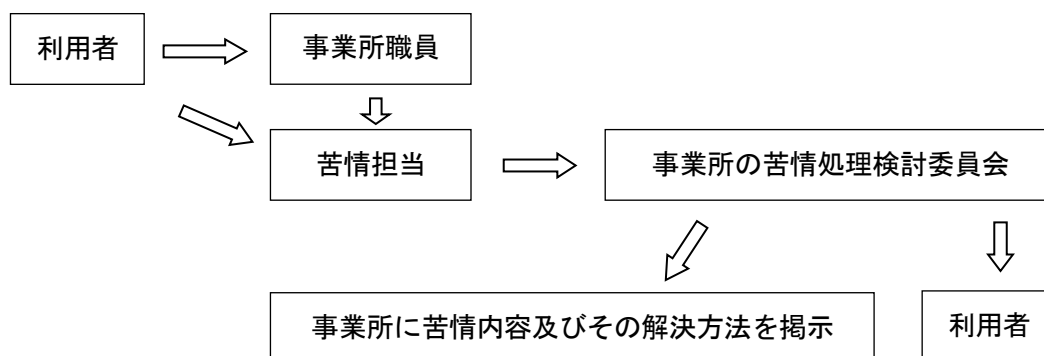 利用者
事業所職員
苦情担当
事業所の苦情処理検討委員会
事業所に苦情内容及びその解決方法を掲示
利用者